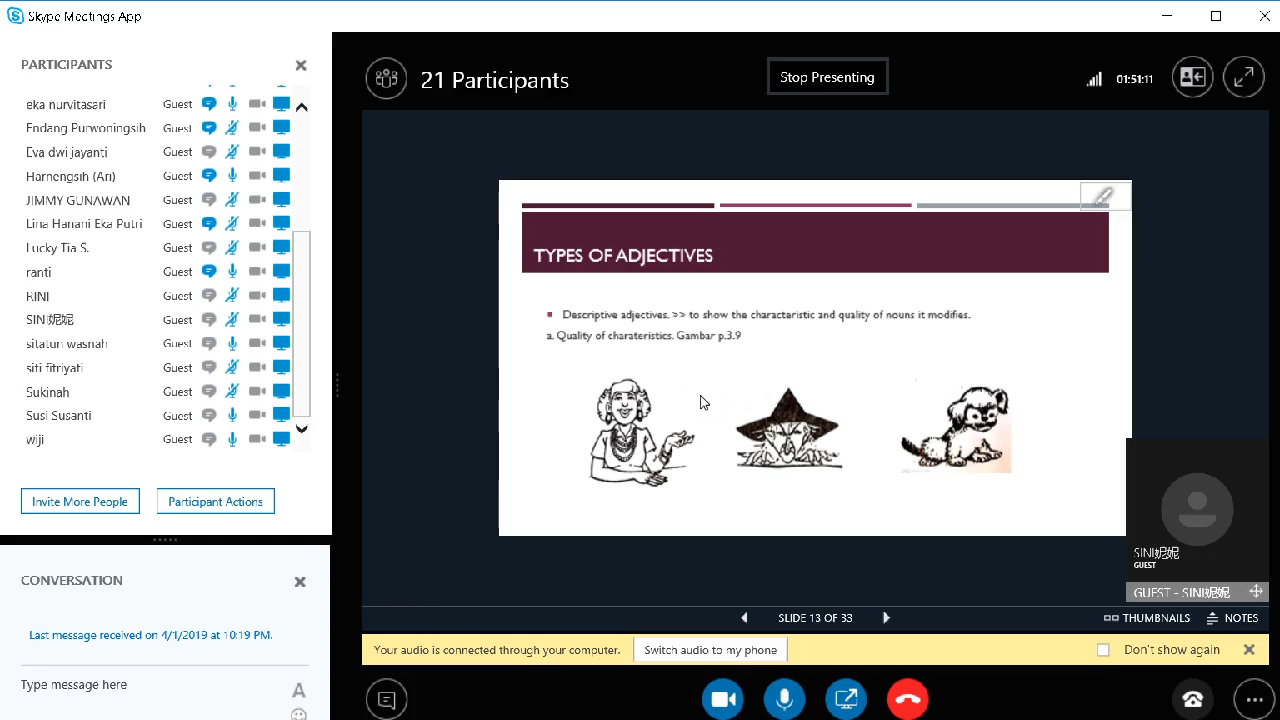 Skype Meetings App
PARTICIPANTS
eka nurvitasari Guest
Endang Purwoningsih Guest
Eva dwi jayanti Guest
Harnengsih (Ari) Guest
JIMMY GUNAWAN Guest
Lina Hanani Eka Putri Guest
Lucky Tia S. Guest
ranti Guest
RINI Guest
SINI妮妮 Guest
sitatun wasnah Guest
siti fitriyati Guest
Sukinah Guest
Susi Susanti Guest
wiji Guest
Invite More People Participant Actions
CONVERSATION
Last message received on 4/1/2019 at 10:19 PM.
Type message here
A
21 Participants
Stop Presenting
01:51:11
TYPES OF ADJECTIVES
Descriptive adjectives. >> to show the characteristic and quality of nouns it modifies.
a. Quality of charateristics. Gambar p.3.9
SINI妮妮
GUEST
GUEST - SINI妮妮
SLIDE 13 OF 33
THUMBNAILS NOTES
Your audio is connected through your computer. Switch audio to my phone Don't show again